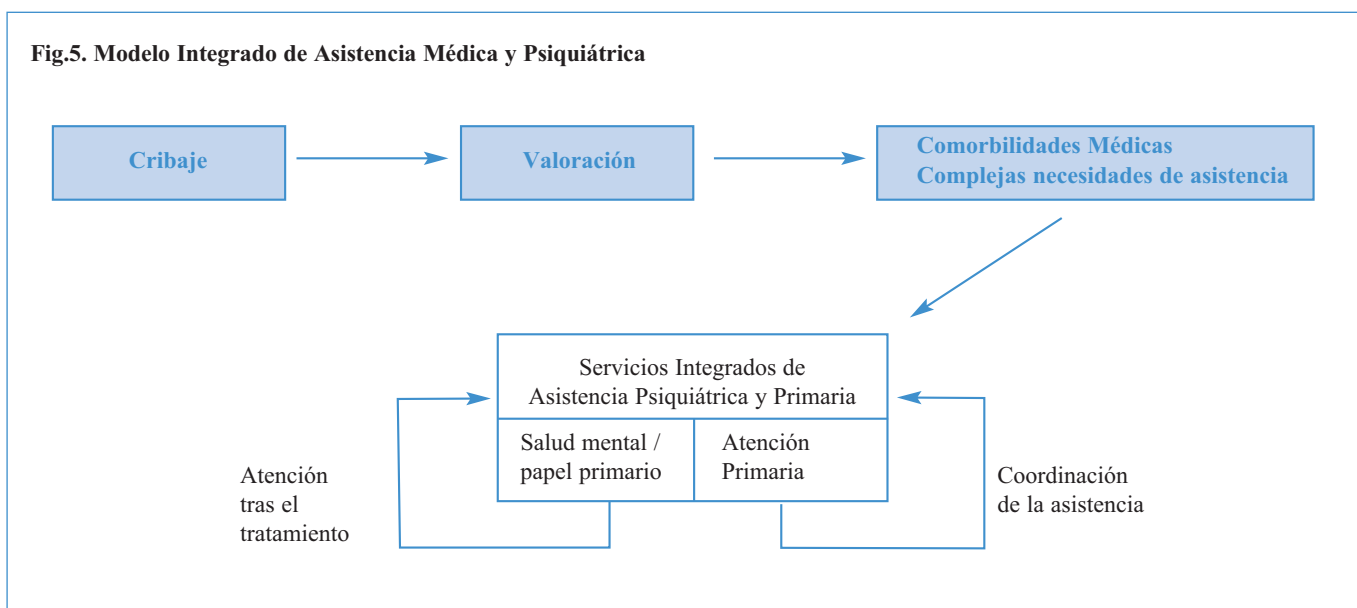 Fig.5. Modelo Integrado de Asistencia Médica y Psiquiátrica
Cribaje
Valoración
Comorbilidades Médicas
Complejas necesidades de asistencia
Servicios Integrados de
Asistencia Psiquiátrica y Primaria
Salud mental /
papel primario
Atención
Primaria
Atención
tras el
tratamiento
Coordinación
de la asistencia